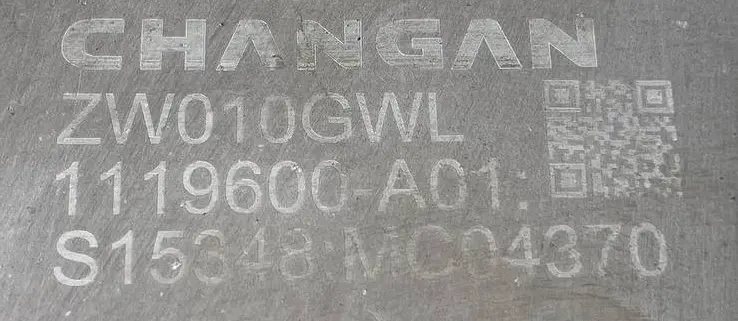 CHANGAN
ZW010GWL
1119600-A01:
S15348:MC04370